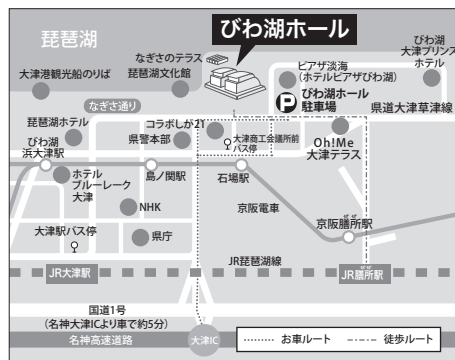 琵琶湖
びわ湖ホール
なぎさのテラス
琵琶湖文化館
大津港観光船のりば
ピアザ淡海
(ホテルピアザびわ湖)
びわ湖
大津プリンス
ホテル
P
びわ湖ホール
駐車場
県道大津草津線
なぎさ通り
琵琶湖ホテル
コラボしが21
県警本部
大津商工会議所前
バス停
Oh!Me
大津テラス
びわ湖
浜大津駅
島ノ関駅
石場駅
ホテル
ブルーレーク
大津
NHK
京阪電車
京阪膳所駅
ぜぜ
大津駅バス停
県庁
JR琵琶湖線
JR大津駅
JR膳所駅
ぜぜ
国道1号
(名神大津ICより車で約5分)
名神高速道路
大津IC
お車ルート
徒歩ルート